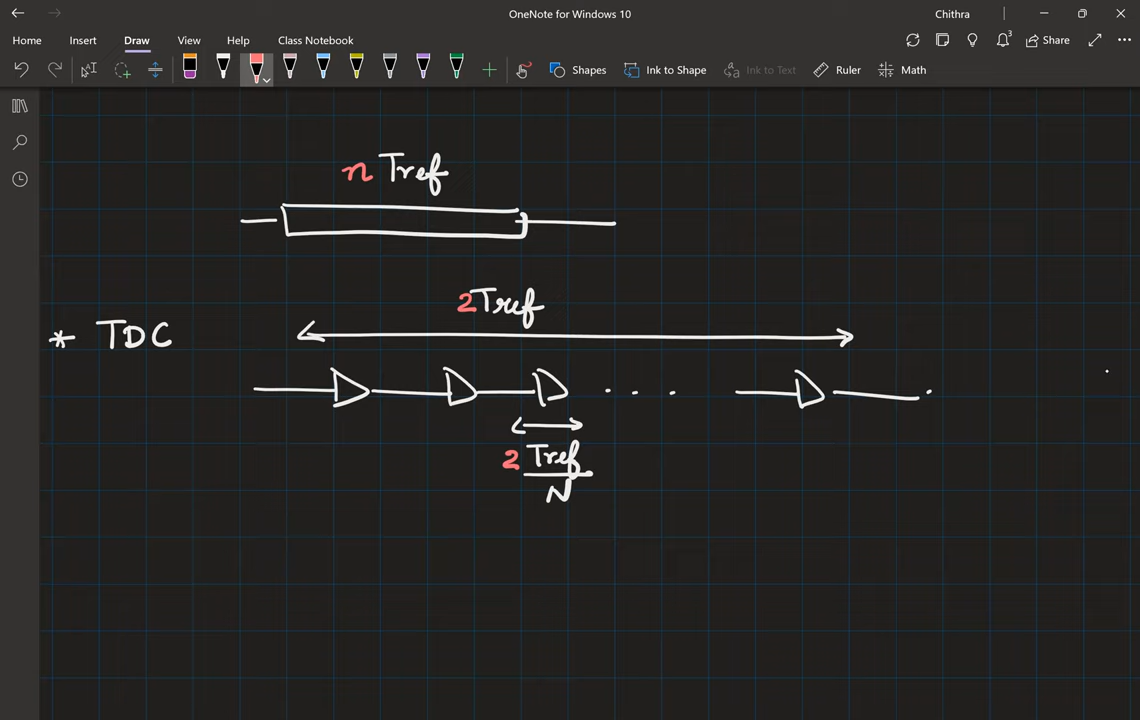 OneNote for Windows 10
Chithra
Home Insert Draw View Help Class Notebook
3
Share
Shapes Ink to Shape Ink to Text Ruler Math
n Tref
2Tref
* TDC
2 Tref
N